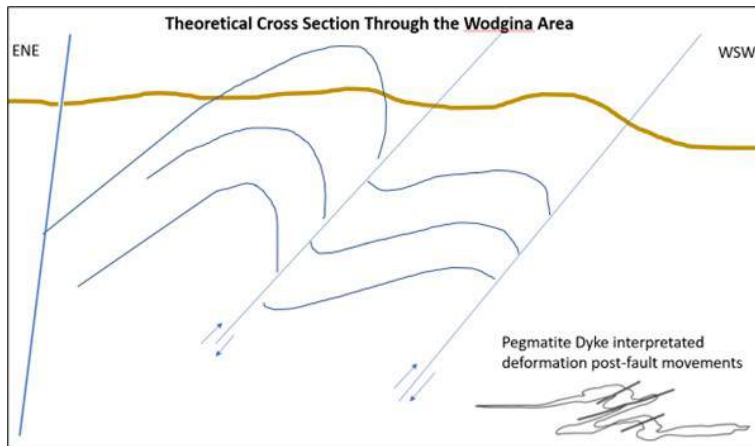 Theoretical Cross Section Through the Wodgina Area
ENE
WSW
Pegmatite Dyke interpretated
deformation post-fault movements